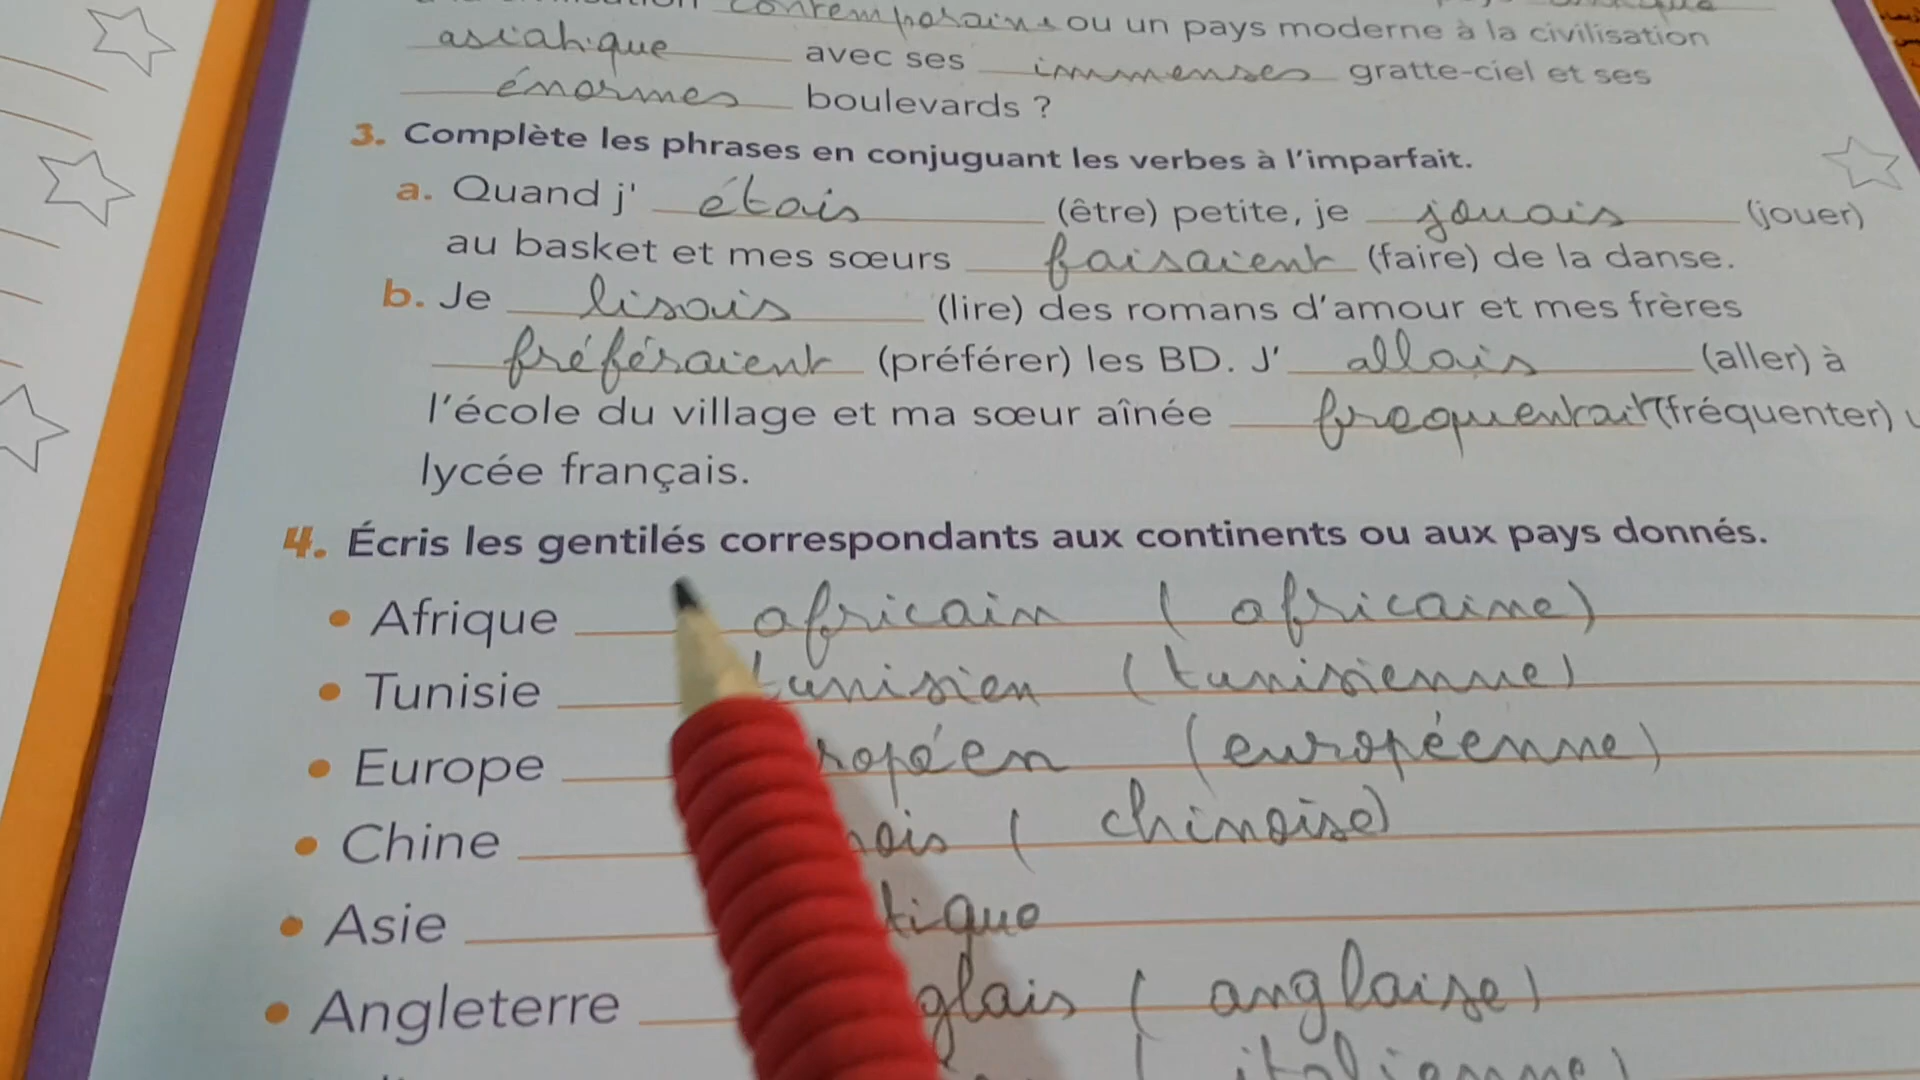 contemporaine ou un pays moderne à la civilisation
asiatique avec ses immenses gratte-ciel et ses
énormes boulevards ?
3. Complète les phrases en conjuguant les verbes à l'imparfait.
a. Quand j' étais (être) petite, je jouais (jouer)
au basket et mes sœurs faisaient (faire) de la danse.
b. Je lisais (lire) des romans d'amour et mes frères
préféraient (préférer) les BD. J' allais (aller) à
l'école du village et ma sœur aînée frequentait (fréquenter)
lycée français.
4. Écris les gentilés correspondants aux continents ou aux pays donnés.
• Afrique africain ( africaine)
• Tunisie tunisien (tunisienne)
• Europe ropéen (européenne)
• Chine nois ( chinoise)
• Asie tique
• Angleterre glais ( anglaise)
( italienne)